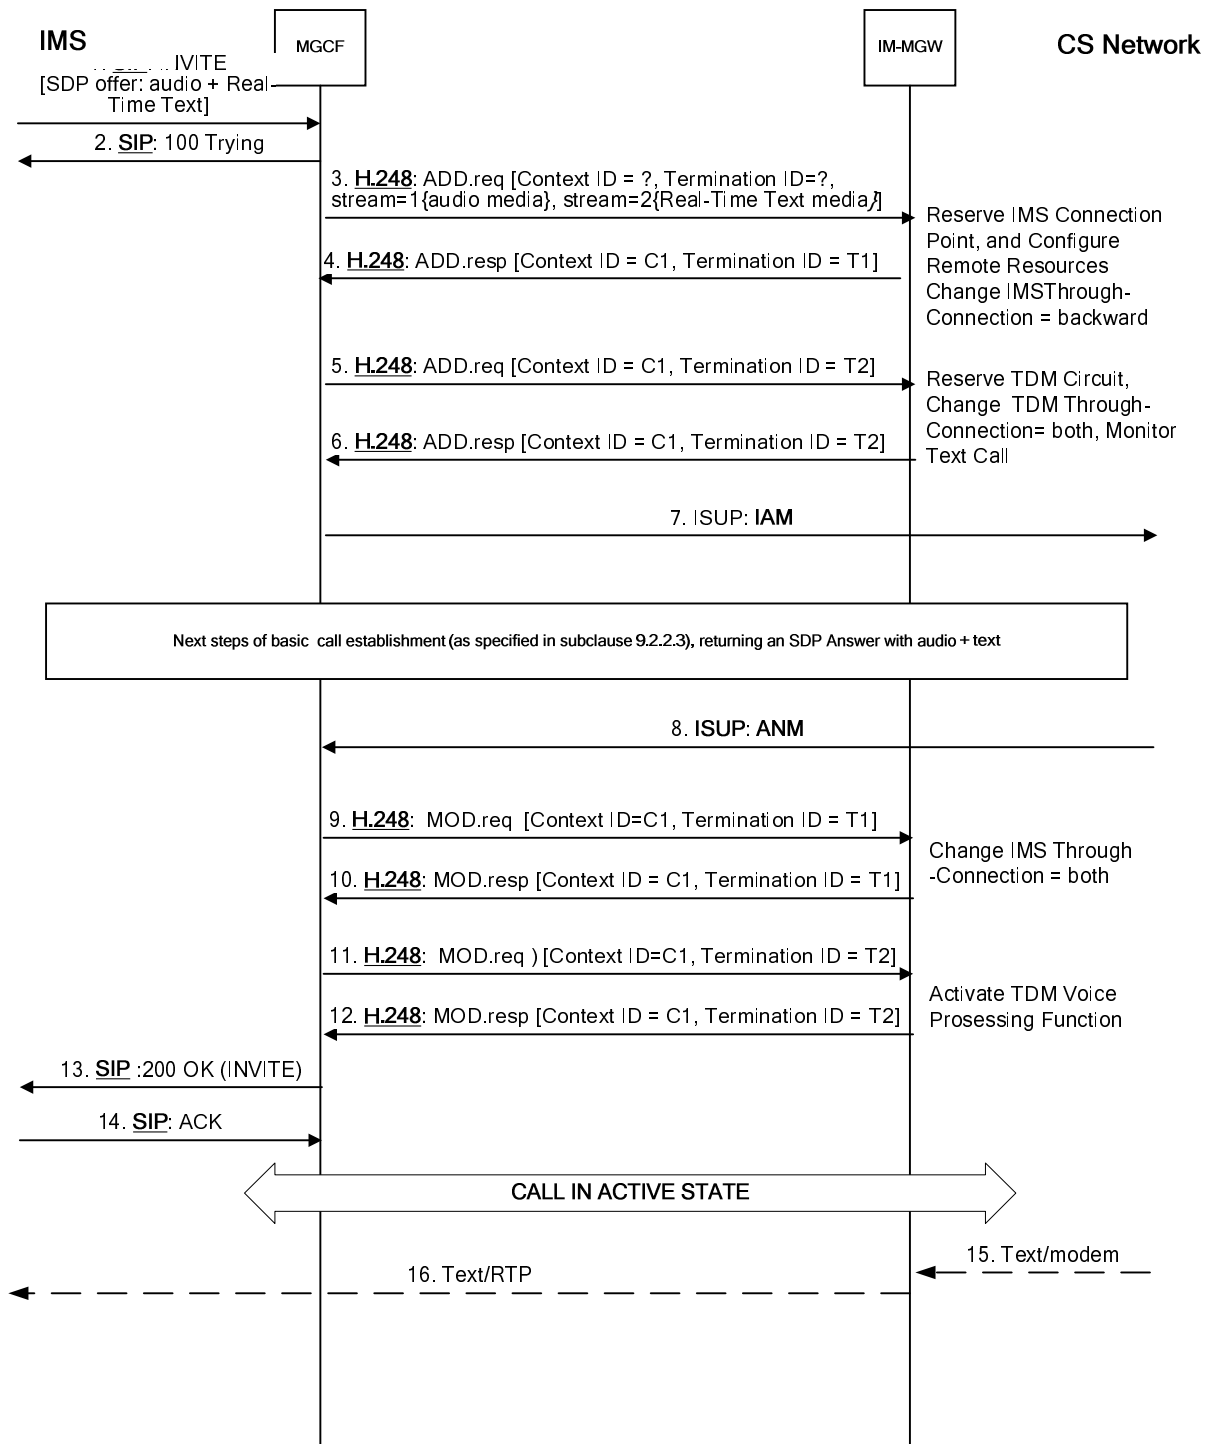 IMS
MGCF
IM-MGW
CS Network
[SDP offer: audio + Real-
Time Text]
2. SIP: 100 Trying
3. H.248: ADD.req [Context ID = ?, Termination ID=?,
stream=1{audio media}, stream=2{Real-Time Text media}]
Reserve IMS Connection
Point, and Configure
Remote Resources
Change IMSThrough-
Connection = backward
4. H.248: ADD.resp [Context ID = C1, Termination ID = T1]
5. H.248: ADD.req [Context ID = C1, Termination ID = T2]
Reserve TDM Circuit,
Change TDM Through-
Connection= both, Monitor
Text Call
6. H.248: ADD.resp [Context ID = C1, Termination ID = T2]
7. ISUP: IAM
Next steps of basic call establishment (as specified in subclause 9.2.2.3), returning an SDP Answer with audio + text
8. ISUP: ANM
9. H.248: MOD.req [Context ID=C1, Termination ID = T1]
Change IMS Through
-Connection = both
10. H.248: MOD.resp [Context ID = C1, Termination ID = T1]
11. H.248: MOD.req ) [Context ID=C1, Termination ID = T2]
Activate TDM Voice
Prosessing Function
12. H.248: MOD.resp [Context ID = C1, Termination ID = T2]
13. SIP :200 OK (INVITE)
14. SIP: ACK
CALL IN ACTIVE STATE
15. Text/modem
16. Text/RTP